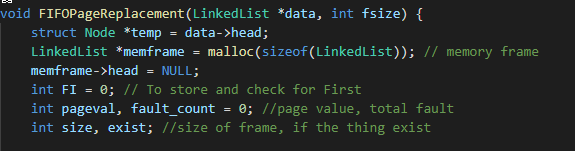 void FIFOPageReplacement(LinkedList *data, int fsize) {
struct Node *temp = data->head;
LinkedList *memframe = malloc(sizeof(LinkedList)); // memory frame
memframe->head = NULL;
int FI = 0; // To store and check for First
int pageval, fault_count = 0; //page value, total fault
int size, exist; //size of frame, if the thing exist